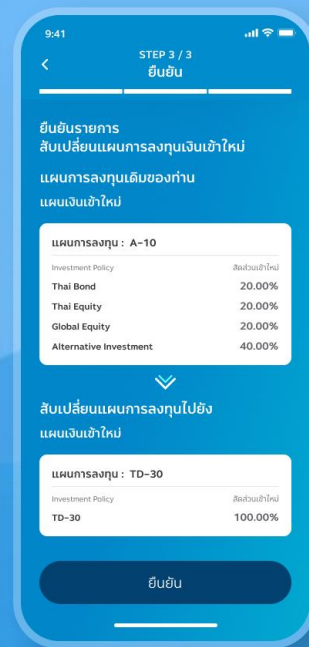 9:41
STEP 3 / 3
ยืนยัน
ยืนยันรายการ
สับเปลี่ยนแผนการลงทุนเงินเข้าใหม่
แผนการลงทุนเดิมของท่าน
แผนเงินเข้าใหม่
แผนการลงทุน : A-10
Investment Policy สัดส่วนเข้าใหม่
Thai Bond 20.00%
Thai Equity 20.00%
Global Equity 20.00%
Alternative Investment 40.00%
สับเปลี่ยนแผนการลงทุนไปยัง
แผนเงินเข้าใหม่
แผนการลงทุน : TD-30
Investment Policy สัดส่วนเข้าใหม่
TD-30 100.00%
ยืนยัน